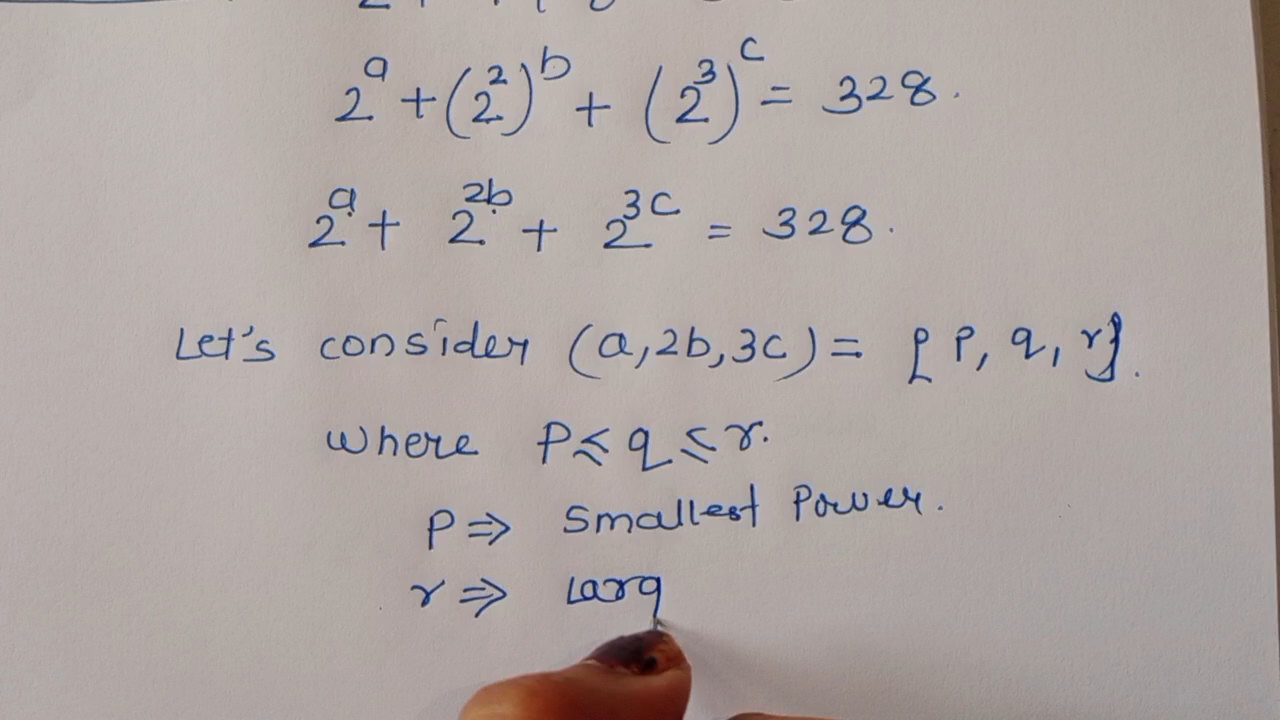 2^a + (2^2)^b + (2^3)^c = 328.
2^a + 2^2b + 2^3c = 328.
Let's consider (a, 2b, 3c) = {p, q, r}.
where p ≤ q ≤ r.
p ⇒ smallest power.
r ⇒ Larg